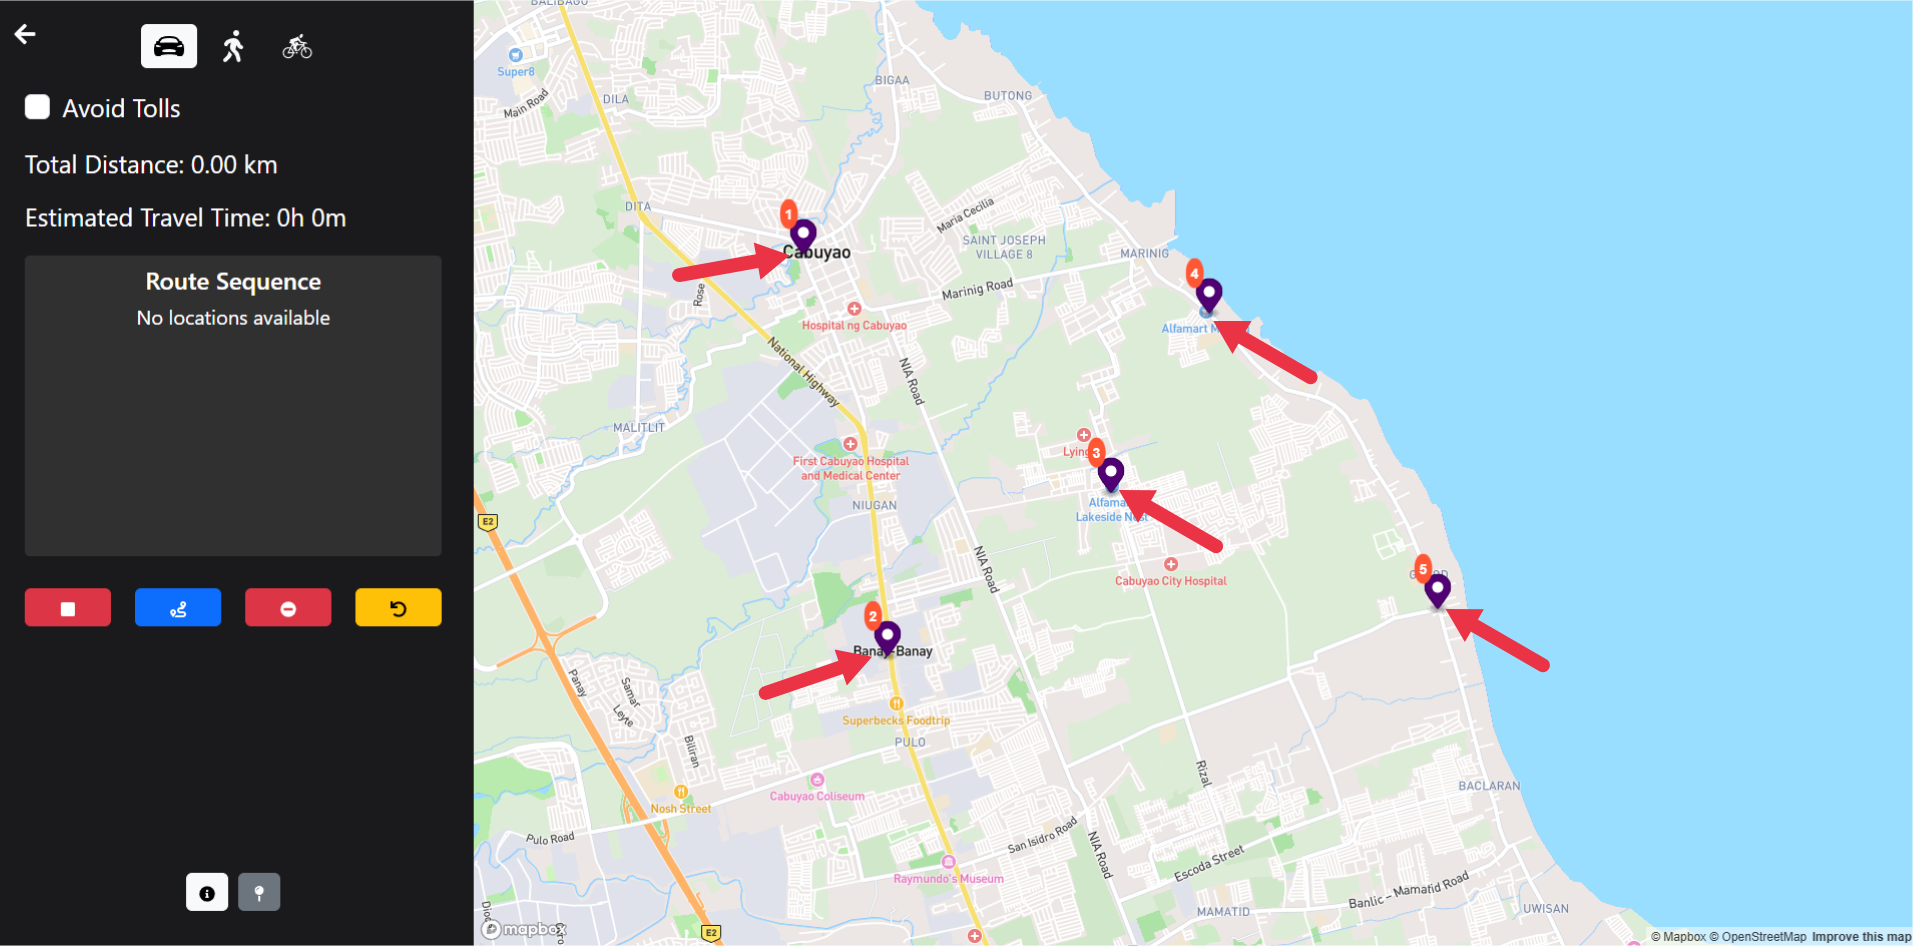 Avoid Tolls
Total Distance: 0.00 km
Estimated Travel Time: 0h 0m
Route Sequence
No locations available
BALIBAGO
Super8
Main Road
DILA
BIGAA
BUTONG
DITA
1
Cabuyao
Maria Cecilia
SAINT JOSEPH
VILLAGE 8
MARINIG
4
Alfamart
Rose
Marinig Road
Hospital ng Cabuyao
National Highway
NIA Road
MALITLIT
First Cabuyao Hospital
and Medical Center
Lying
3
NIUGAN
Lakeside
E2
NIA Road
Cabuyao City Hospital
5
2
Banay-Banay
Panay
Samar
Leyte
Superbecks Foodtrip
PULO
Biliran
Rizal
Cabuyao Coliseum
Nosh Street
BACLARAN
Pulo Road
San Isidro Road
NIA Road
Escoda Street
Raymundo's Museum
Banlic – Mamatid Road
MAMATID
UWISAN
E2
mapbox
© Mapbox © OpenStreetMap Improve this map